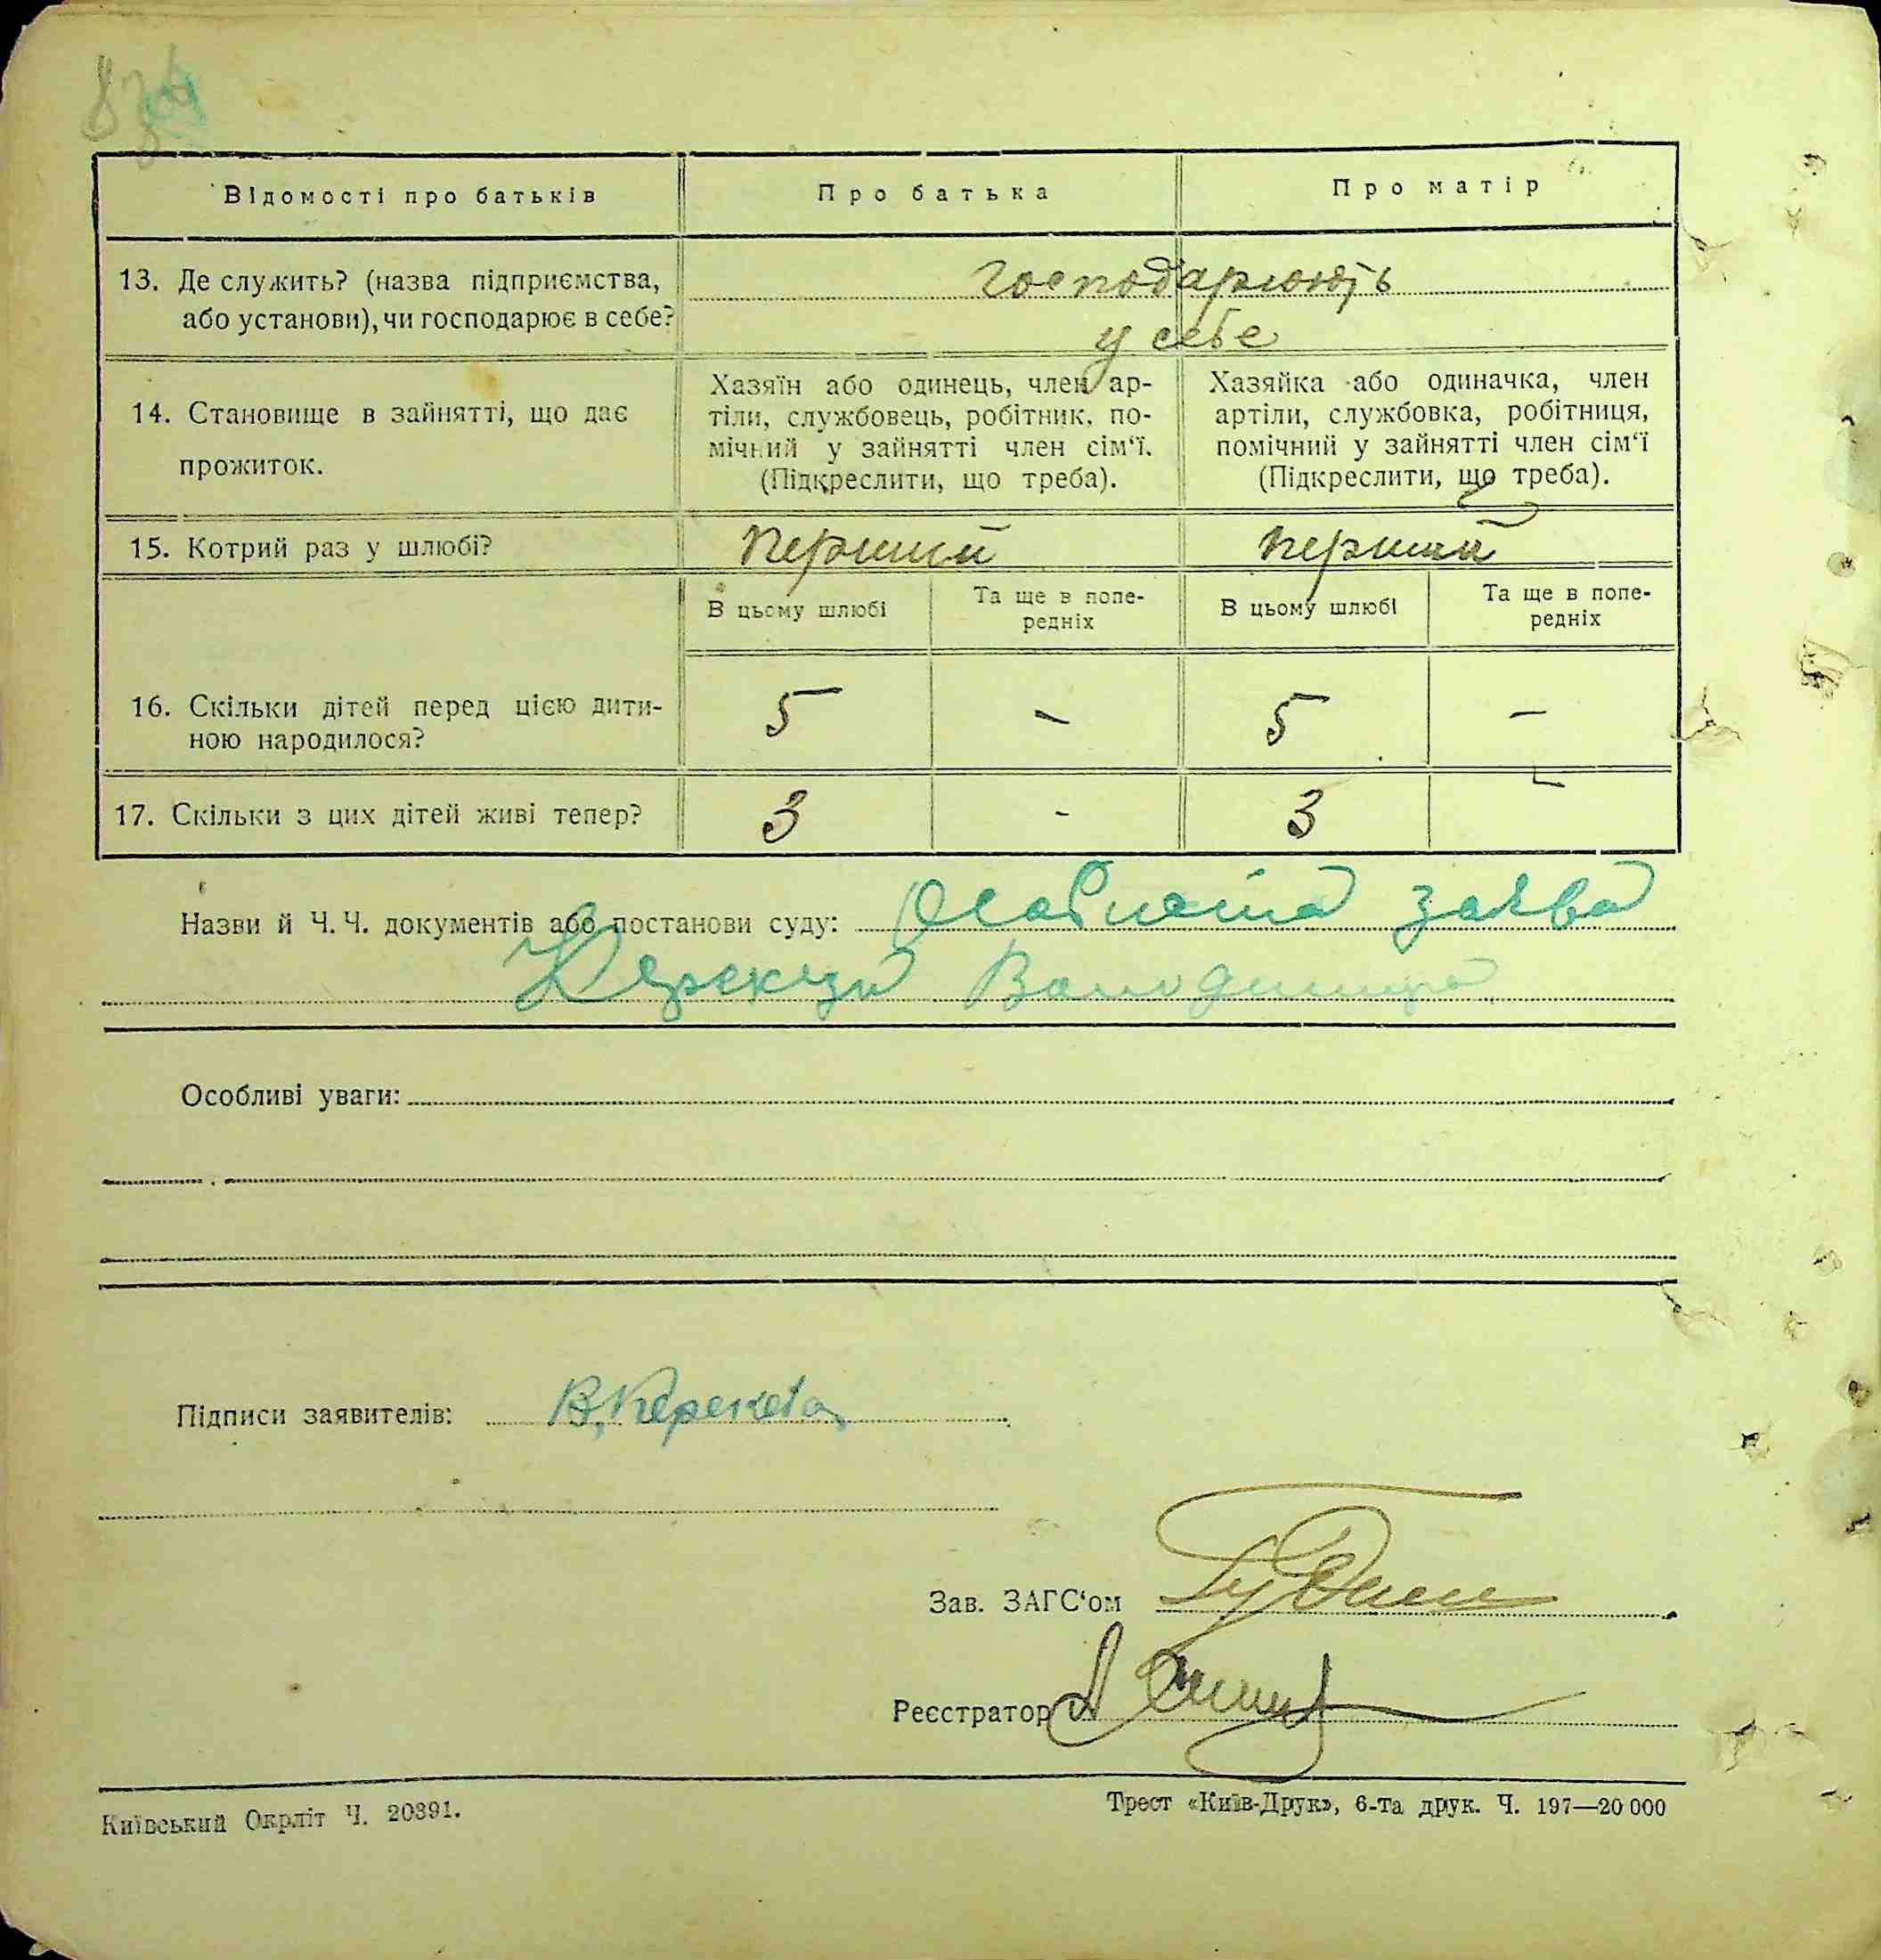 Відомості про батьків Про батька Про матір
13. Де служить? (назва підприємства, або установи), чи господарює в себе?
господарюють
у себе
14. Становище в зайнятті, що дає
прожиток.
Хазяїн або одинець, член ар-
тіли, службовець, робітник, по-
мічний у зайнятті член сім‘ї.
(Підкреслити, що треба).
Хазяйка або одиначка, член
артіли, службовка, робітниця,
помічний у зайнятті член сім‘ї
(Підкреслити, що треба).
15. Котрий раз у шлюбі? перший перший
В цьому шлюбі
Та ще в попе-
редніх
В цьому шлюбі
Та ще в попе-
редніх
16. Скільки дітей перед цією дити-
ною народилося?
5 - 5 -
17. Скільки з цих дітей живі тепер? 3 - 3 -
Назви й Ч. Ч. документів або постанови суду: Особиста заява
Володимира
Особливі уваги:
Підписи заявителів: В. Керекета
Зав. ЗАГС‘ом
Реєстратор
Київський Окрліт Ч. 20391.
Трест «Київ-Друк», 6-та друк. Ч. 197—20 000